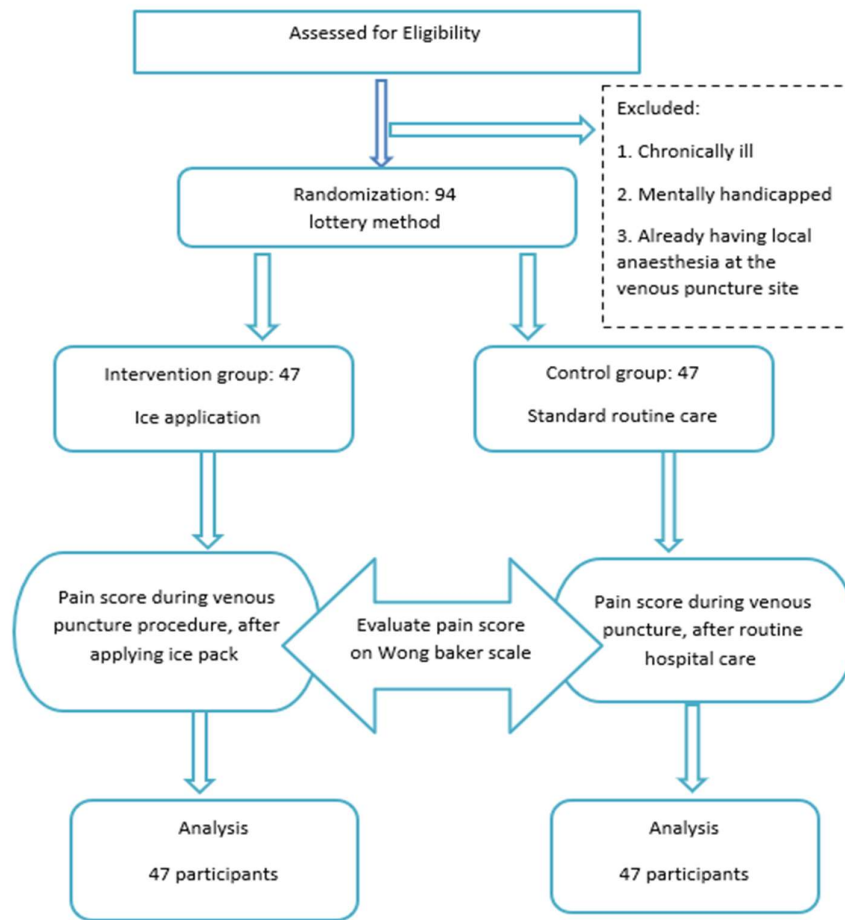 Assessed for Eligibility
Excluded:
1. Chronically ill
2. Mentally handicapped
3. Already having local
anaesthesia at the
venous puncture site
Randomization: 94
lottery method
Intervention group: 47
Ice application
Control group: 47
Standard routine care
Pain score during venous
puncture procedure, after
applying ice pack
Evaluate pain score
on Wong baker scale
Pain score during venous
puncture, after routine
hospital care
Analysis
47 participants
Analysis
47 participants